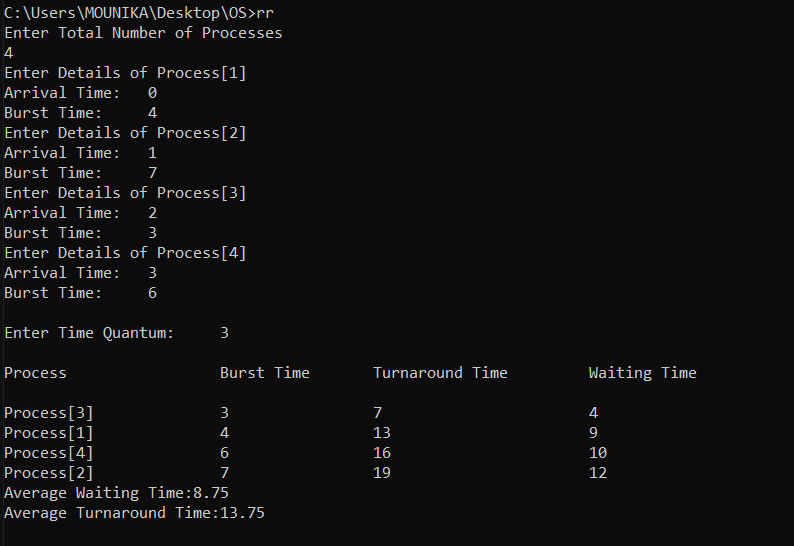 C:\Users\MOUNIKA\Desktop\OS>rr
Enter Total Number of Processes
4
Enter Details of Process[1]
Arrival Time:   0
Burst Time:     4
Enter Details of Process[2]
Arrival Time:   1
Burst Time:     7
Enter Details of Process[3]
Arrival Time:   2
Burst Time:     3
Enter Details of Process[4]
Arrival Time:   3
Burst Time:     6
Enter Time Quantum:     3
Process                 Burst Time       Turnaround Time         Waiting Time
Process[3]              3                7                       4
Process[1]              4                13                      9
Process[4]              6                16                      10
Process[2]              7                19                      12
Average Waiting Time:8.75
Average Turnaround Time:13.75